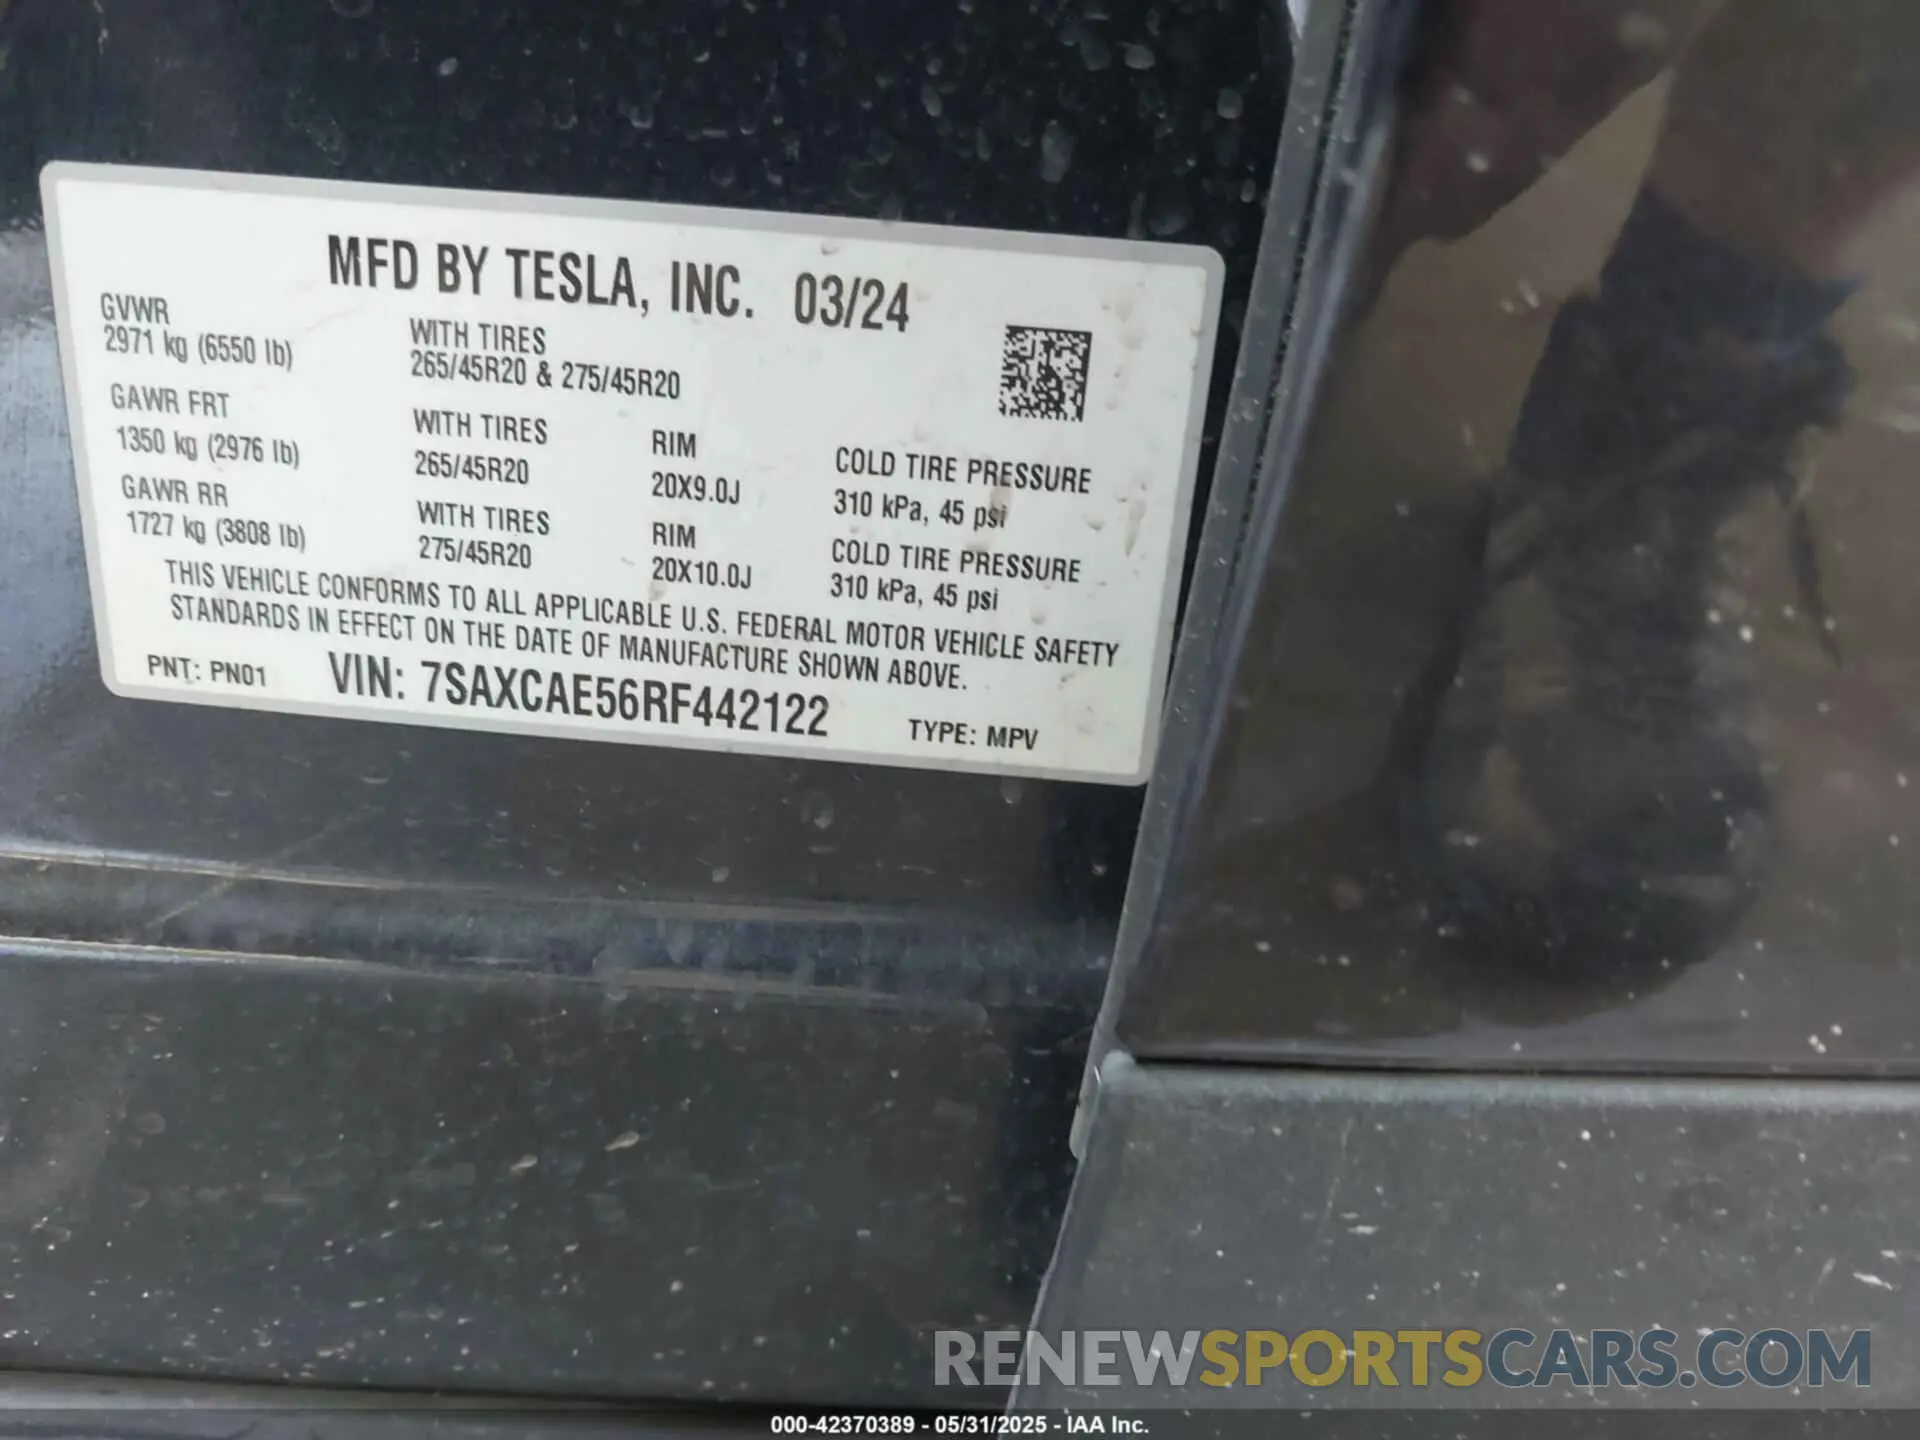 MFD BY TESLA, INC. 03/24
GVWR
2971 kg (6550 lb)
WITH TIRES
265/45R20 & 275/45R20
GAWR FRT
1350 kg (2976 lb)
WITH TIRES
265/45R20
RIM
20X9.0J
COLD TIRE PRESSURE
310 kPa, 45 psi
GAWR RR
1727 kg (3808 lb)
WITH TIRES
275/45R20
RIM
20X10.0J
COLD TIRE PRESSURE
310 kPa, 45 psi
THIS VEHICLE CONFORMS TO ALL APPLICABLE U.S. FEDERAL MOTOR VEHICLE SAFETY
STANDARDS IN EFFECT ON THE DATE OF MANUFACTURE SHOWN ABOVE.
PNT: PN01 VIN: 7SAXCAE56RF442122 TYPE: MPV
RENEWSPORTSCARS.COM
000-42370389 - 05/31/2025 - IAA Inc.